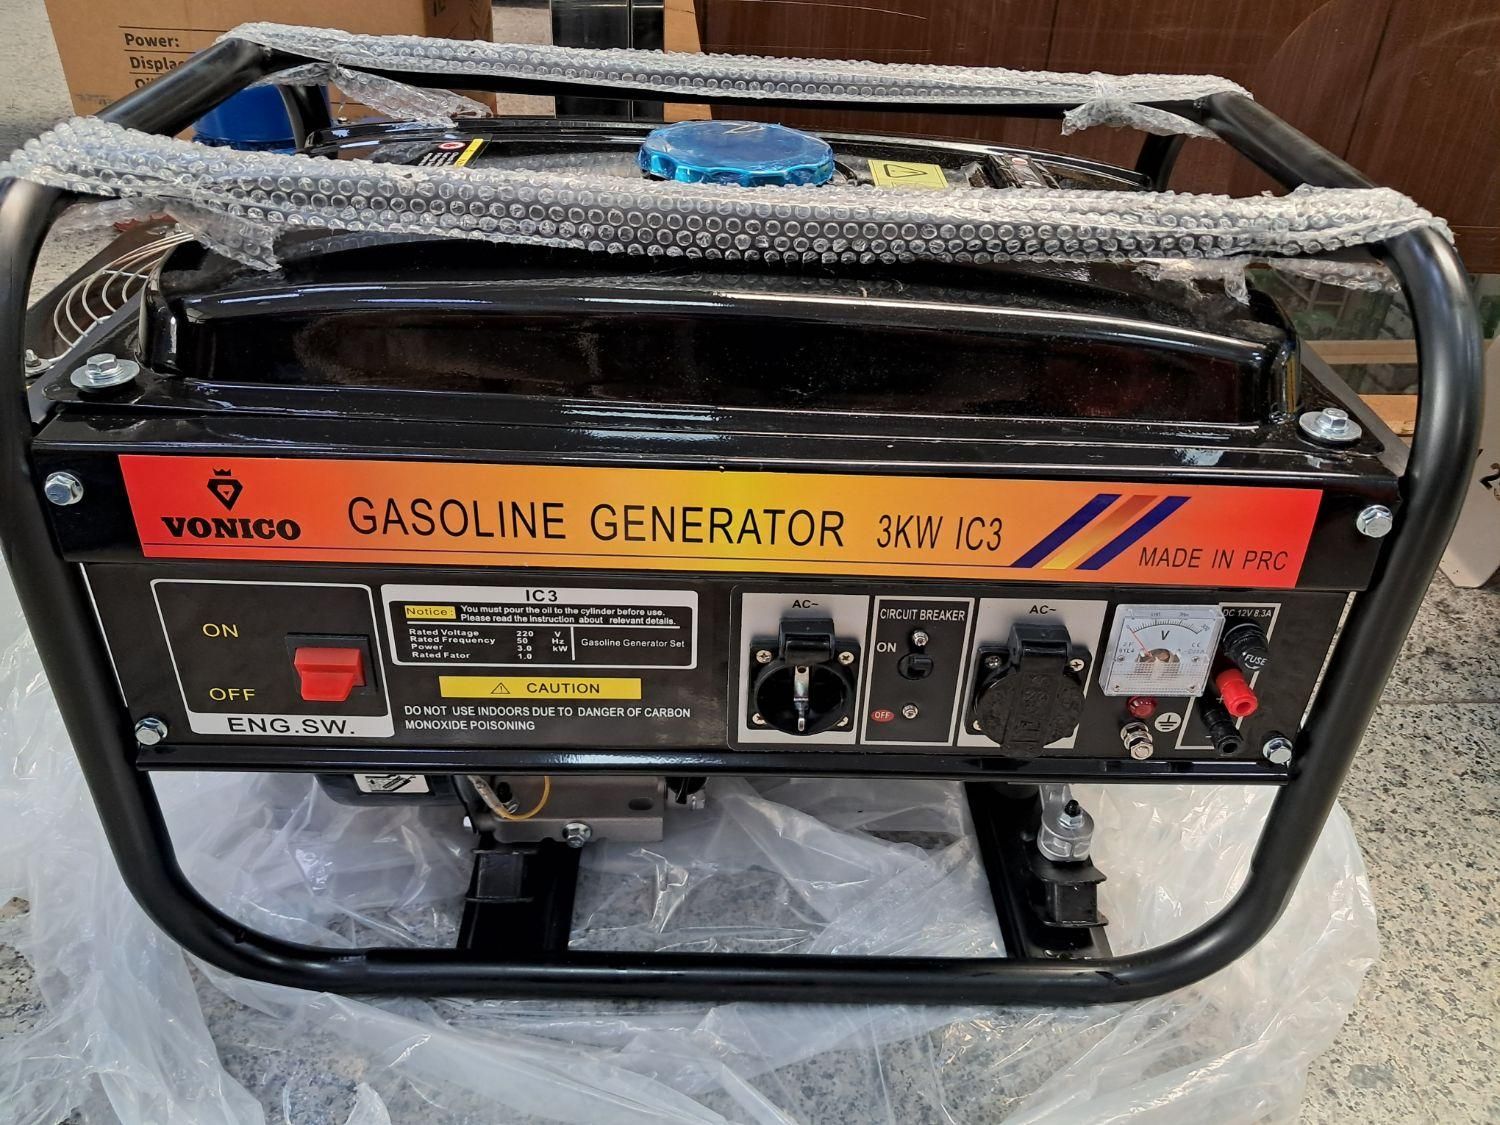 Power:
VONICO
GASOLINE GENERATOR 3KW IC3
MADE IN PRC
ON
OFF
ENG.SW.
IC3
Notice: You must pour the oil to the cylinder before use.
Please read the instruction about relevant details.
Rated Voltage 220 V
Rated Frequency 50 Hz
Power 3.0 kW
Rated Fator 1.0
Gasoline Generator Set
CAUTION
DO NOT USE INDOORS DUE TO DANGER OF CARBON
MONOXIDE POISONING
AC~
CIRCUIT BREAKER
ON
OFF
AC~
V
DC 12V 8.3A
FUSE